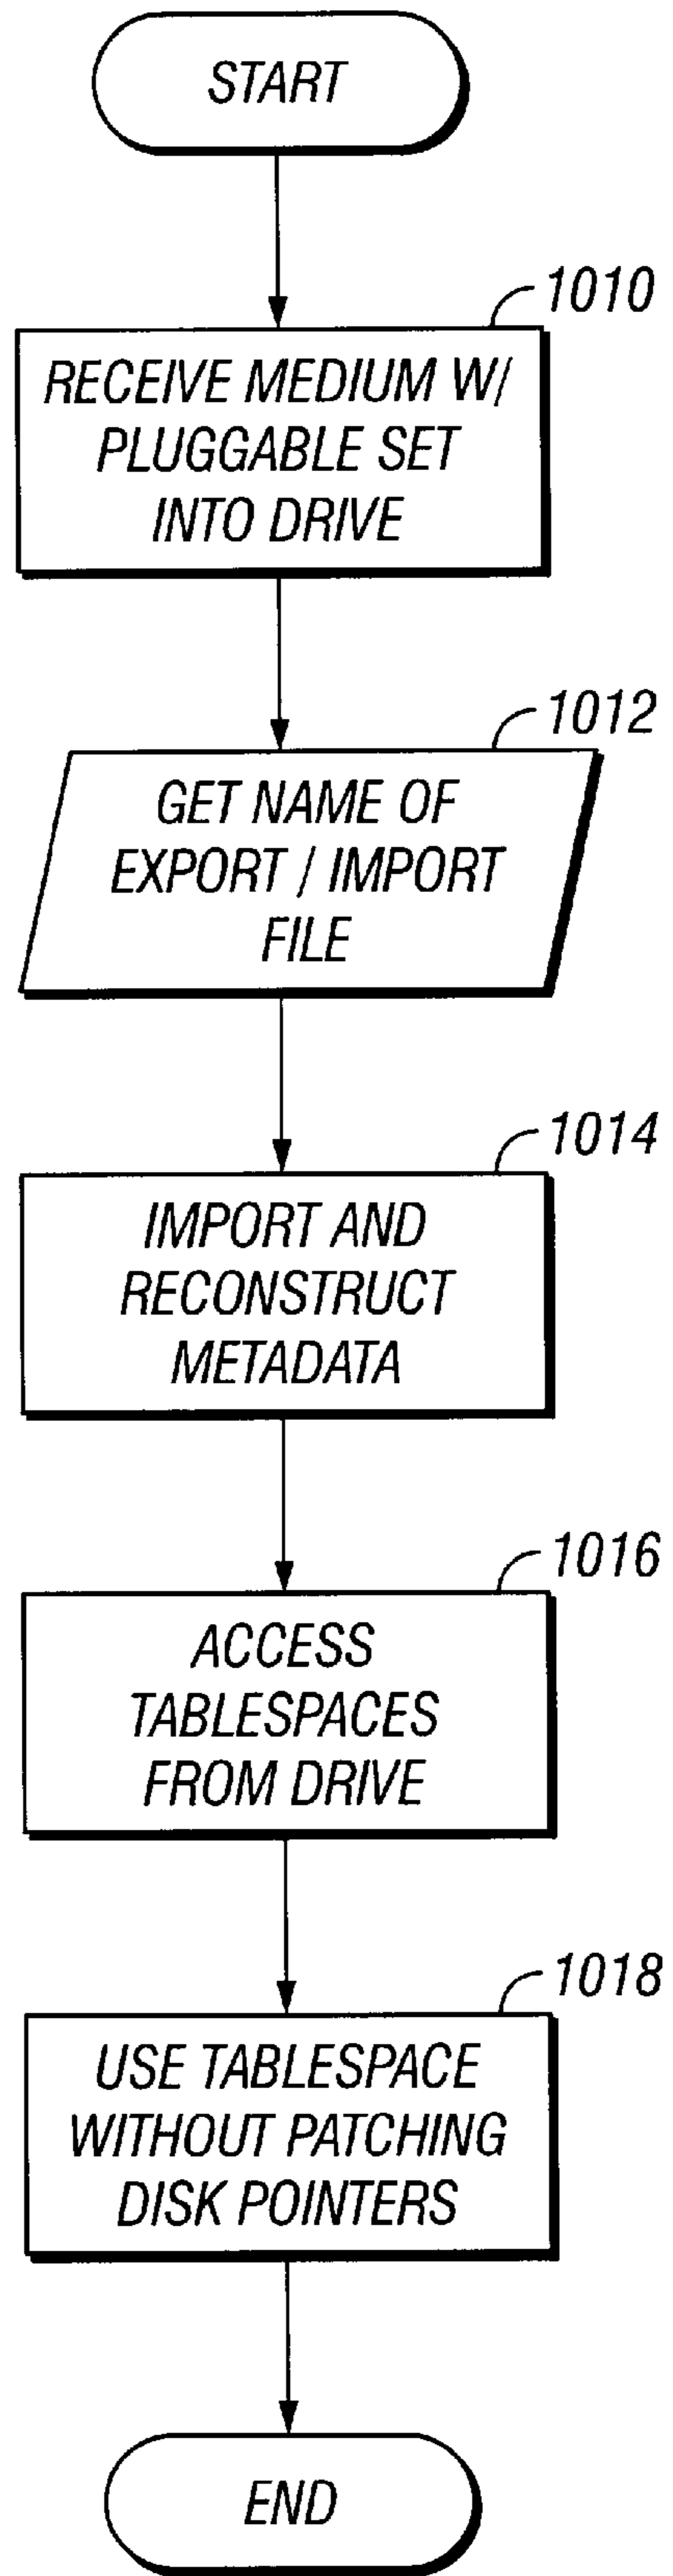 START
1010
RECEIVE MEDIUM W/
PLUGGABLE SET
INTO DRIVE
1012
GET NAME OF
EXPORT / IMPORT
FILE
1014
IMPORT AND
RECONSTRUCT
METADATA
1016
ACCESS
TABLESPACES
FROM DRIVE
1018
USE TABLESPACE
WITHOUT PATCHING
DISK POINTERS
END